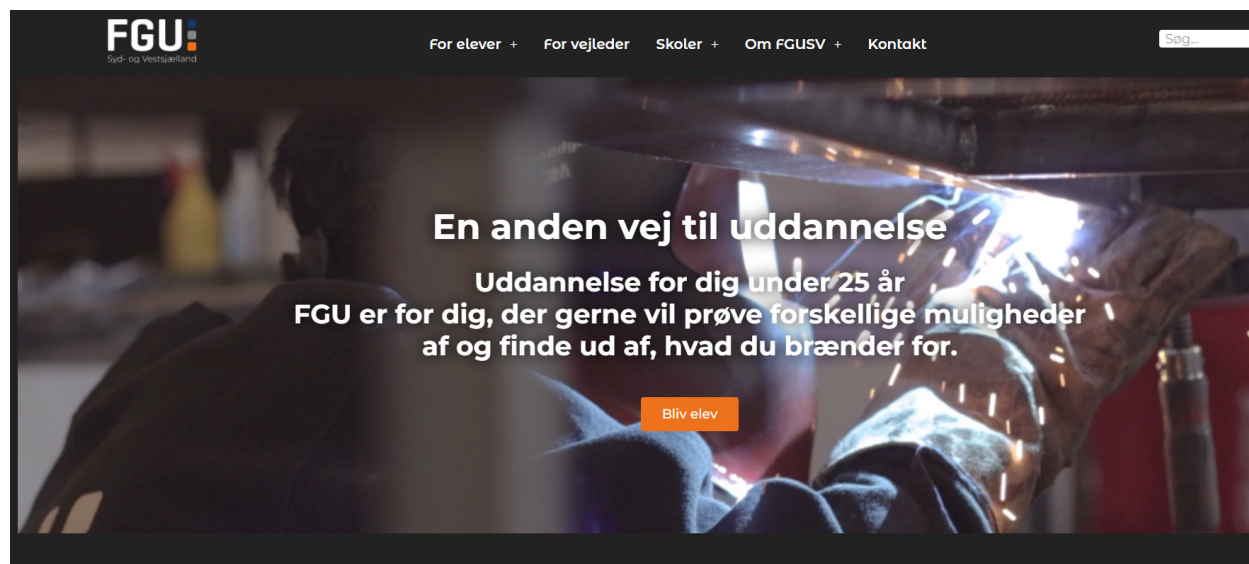 FGU
Syd- og Vestsjælland
For elever +
For vejleder
Skoler +
Om FGUSV +
Kontakt
Søg...
En anden vej til uddannelse
Uddannelse for dig under 25 år
FGU er for dig, der gerne vil prøve forskellige muligheder
af og finde ud af, hvad du brænder for.
Bliv elev